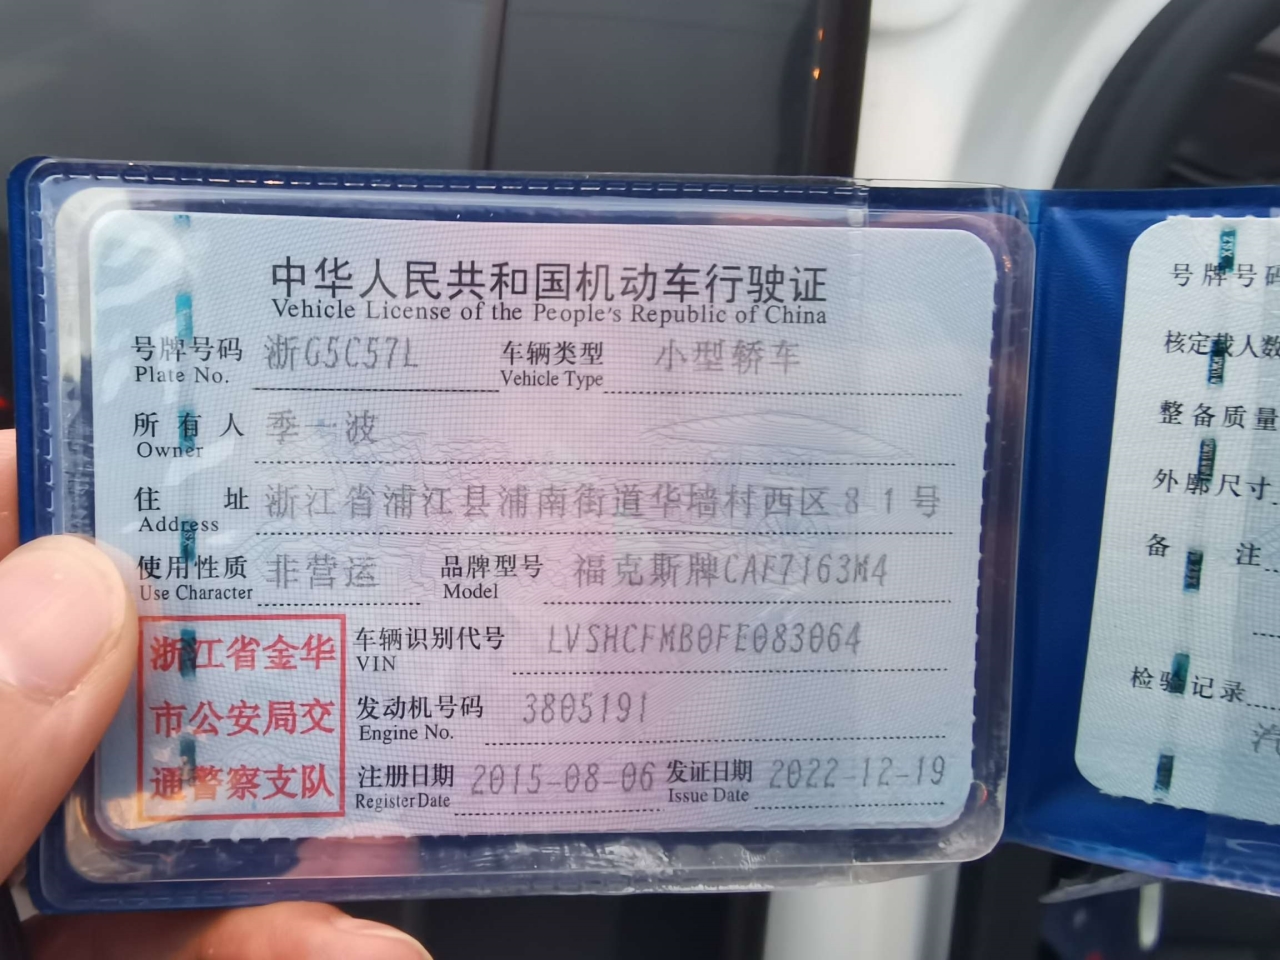 中华人民共和国机动车行驶证
Vehicle License of the People's Republic of China
号牌号码 浙G5C57L 车辆类型 小型轿车
Plate No. Vehicle Type
所有人 季一波
Owner
住址 浙江省浦江县浦南街道华墙村西区81号
Address
使用性质 非营运 品牌型号 福克斯牌CAF7163M4
Use Character Model
浙江省金华
市公安局交
通警察支队
车辆识别代号 LVSHCFMB0FE083064
VIN
发动机号码 3805191
Engine No.
注册日期 2015-08-06 发证日期 2022-12-19
Register Date Issue Date
号牌号码
核定载人数
整备质量
外廓尺寸
备注
检验记录